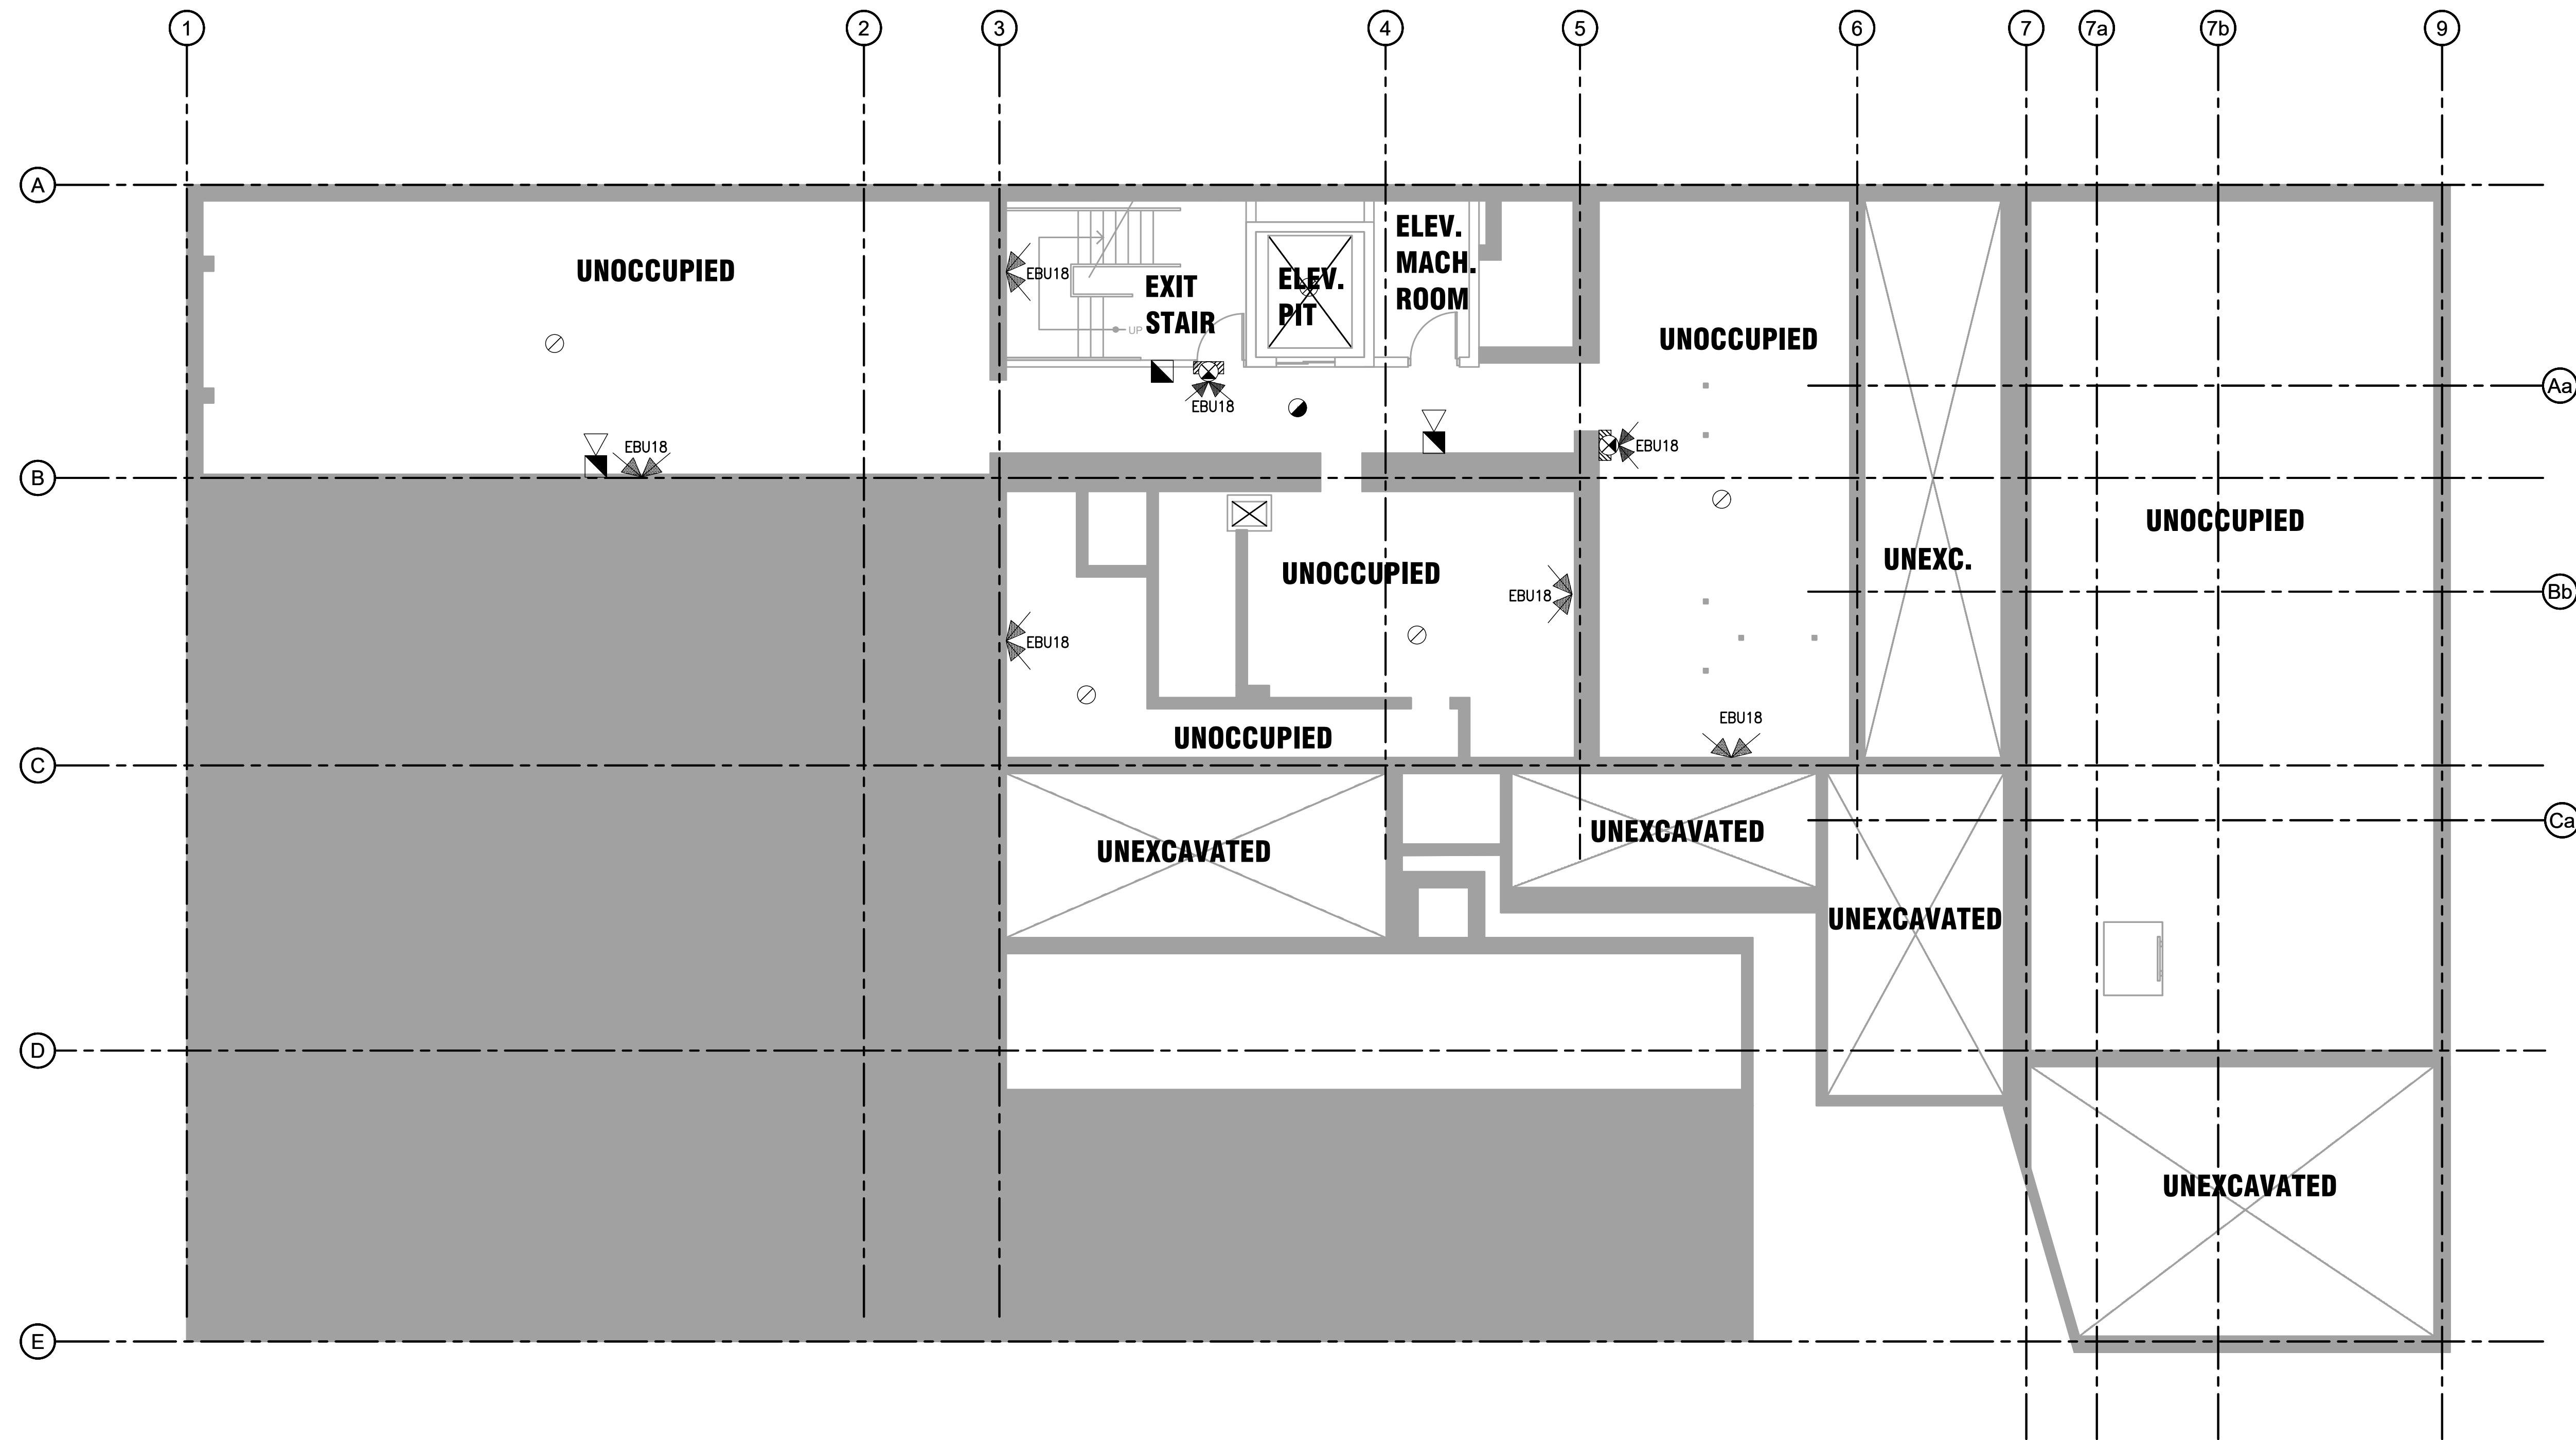 1 2 3 4 5 6 7 7a 7b 9
A
ELEV.
MACH.
ROOM
UNOCCUPIED
EBU18
EXIT
STAIR
ELEV.
PIT
UP
UNOCCUPIED
Aa
EBU18
EBU18
EBU18
B
UNOCCUPIED
UNEXC.
UNOCCUPIED
EBU18
Bb
EBU18
EBU18
UNOCCUPIED
C
Ca
UNEXCAVATED
UNEXCAVATED
UNEXCAVATED
D
UNEXCAVATED
E